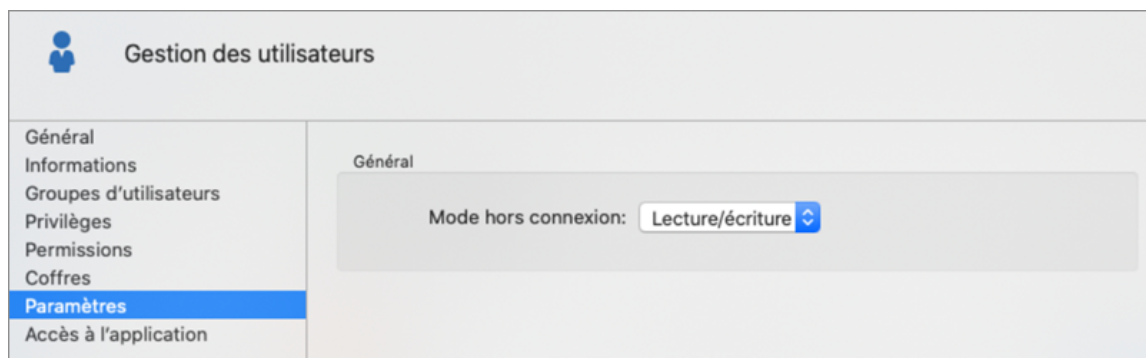 Gestion des utilisateurs
Général
Informations
Groupes d'utilisateurs
Privilèges
Permissions
Coffres
Paramètres
Accès à l'application
Général
Mode hors connexion: Lecture/écriture